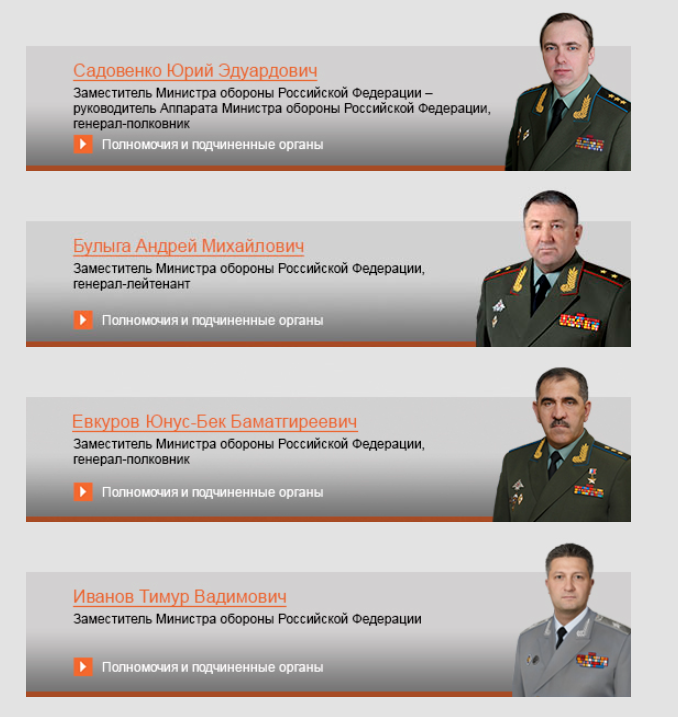 Садовенко Юрий Эдуардович
Заместитель Министра обороны Российской Федерации –
руководитель Аппарата Министра обороны Российской Федерации,
генерал-полковник
Полномочия и подчиненные органы
Булыга Андрей Михайлович
Заместитель Министра обороны Российской Федерации,
генерал-лейтенант
Полномочия и подчиненные органы
Евкуров Юнус-Бек Баматгиреевич
Заместитель Министра обороны Российской Федерации,
генерал-полковник
Полномочия и подчиненные органы
Иванов Тимур Вадимович
Заместитель Министра обороны Российской Федерации
Полномочия и подчиненные органы